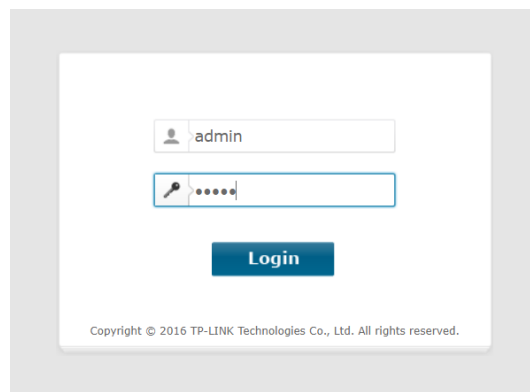 admin
•••••
Login
Copyright © 2016 TP-LINK Technologies Co., Ltd. All rights reserved.